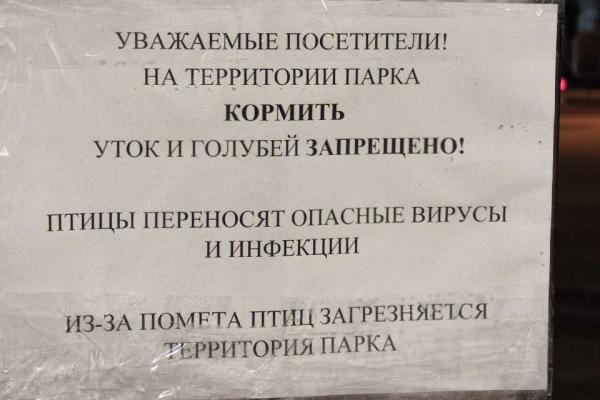 УВАЖАЕМЫЕ ПОСЕТИТЕЛИ!
НА ТЕРРИТОРИИ ПАРКА
КОРМИТЬ
УТОК И ГОЛУБЕЙ ЗАПРЕЩЕНО!
ПТИЦЫ ПЕРЕНОСЯТ ОПАСНЫЕ ВИРУСЫ
И ИНФЕКЦИИ
ИЗ-ЗА ПОМЕТА ПТИЦ ЗАГРЕЗНЯЕТСЯ
ТЕРРИТОРИЯ ПАРКА